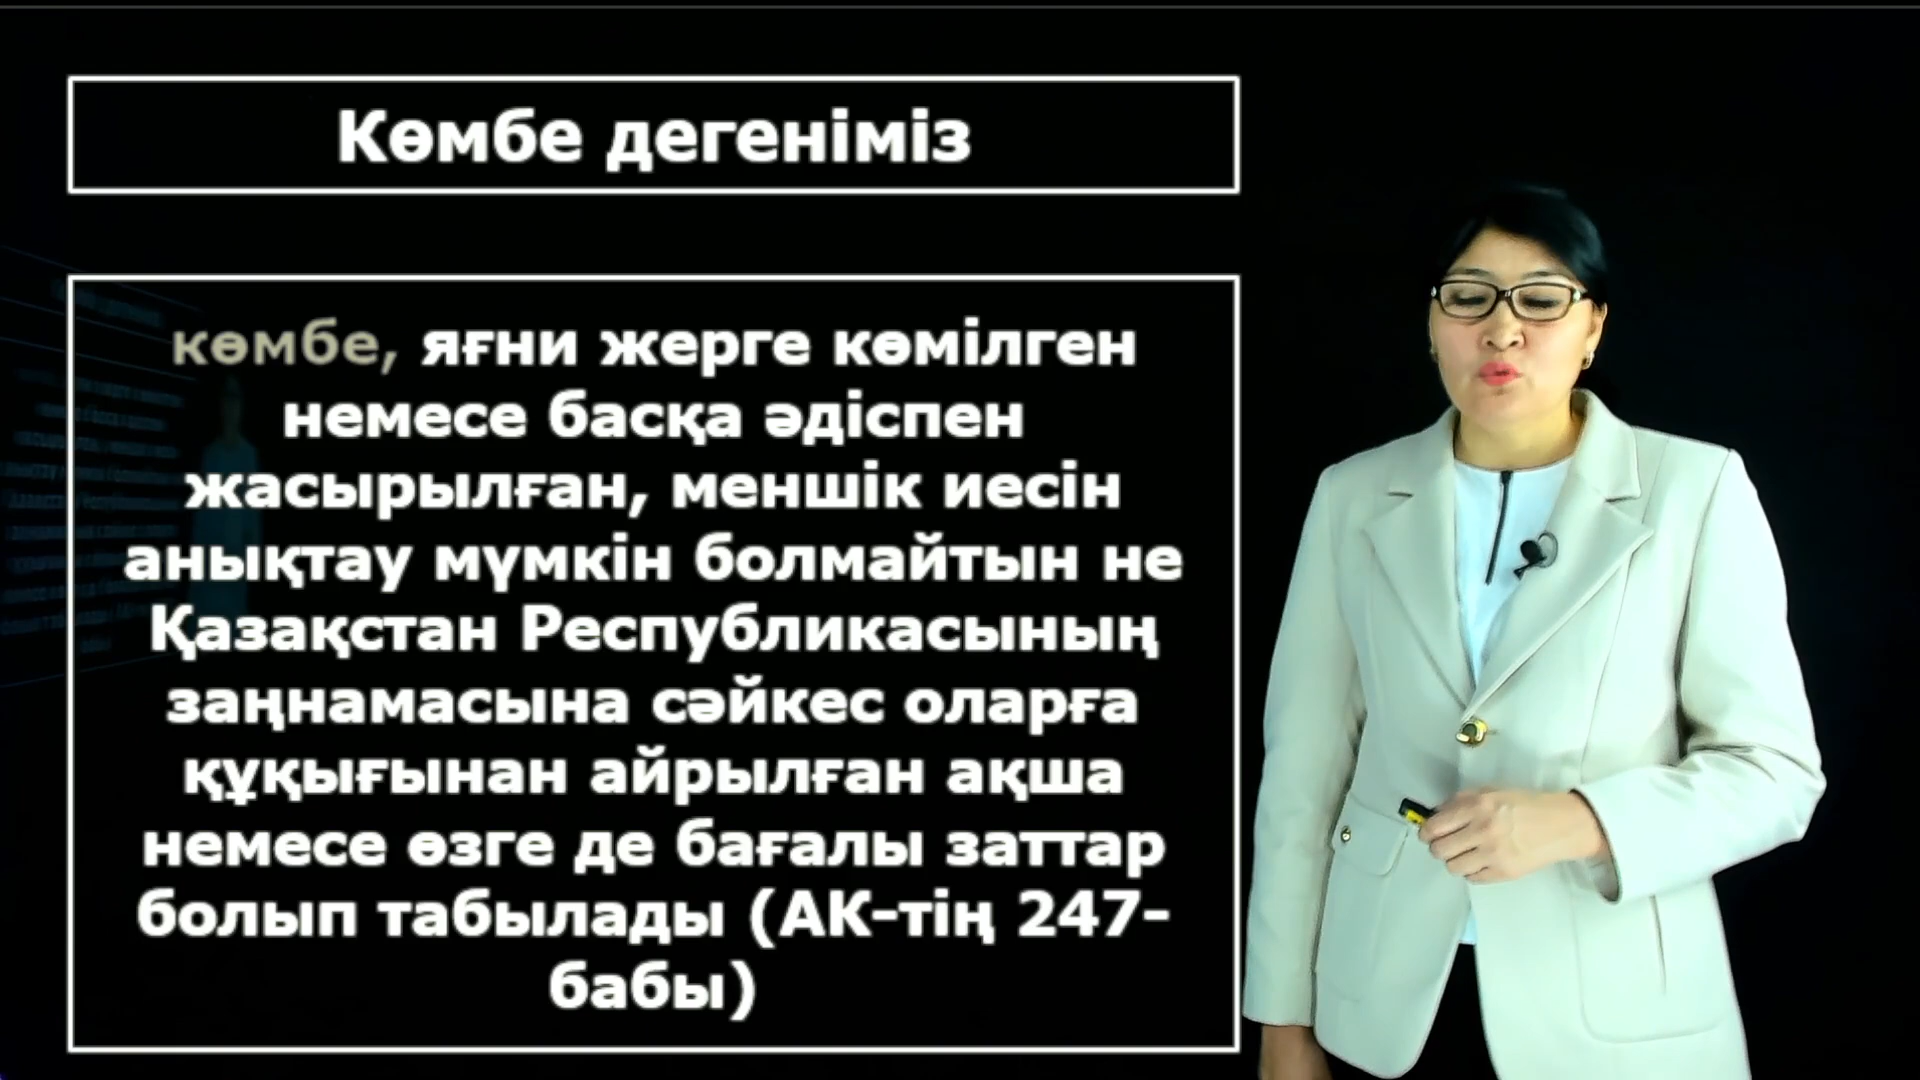 Көмбе дегеніміз
көмбе, яғни жерге көмілген
немесе басқа әдіспен
жасырылған, меншік иесін
анықтау мүмкін болмайтын не
Қазақстан Республикасының
заңнамасына сәйкес оларға
құқығынан айрылған ақша
немесе өзге де бағалы заттар
болып табылады (АК-тің 247-
бабы)